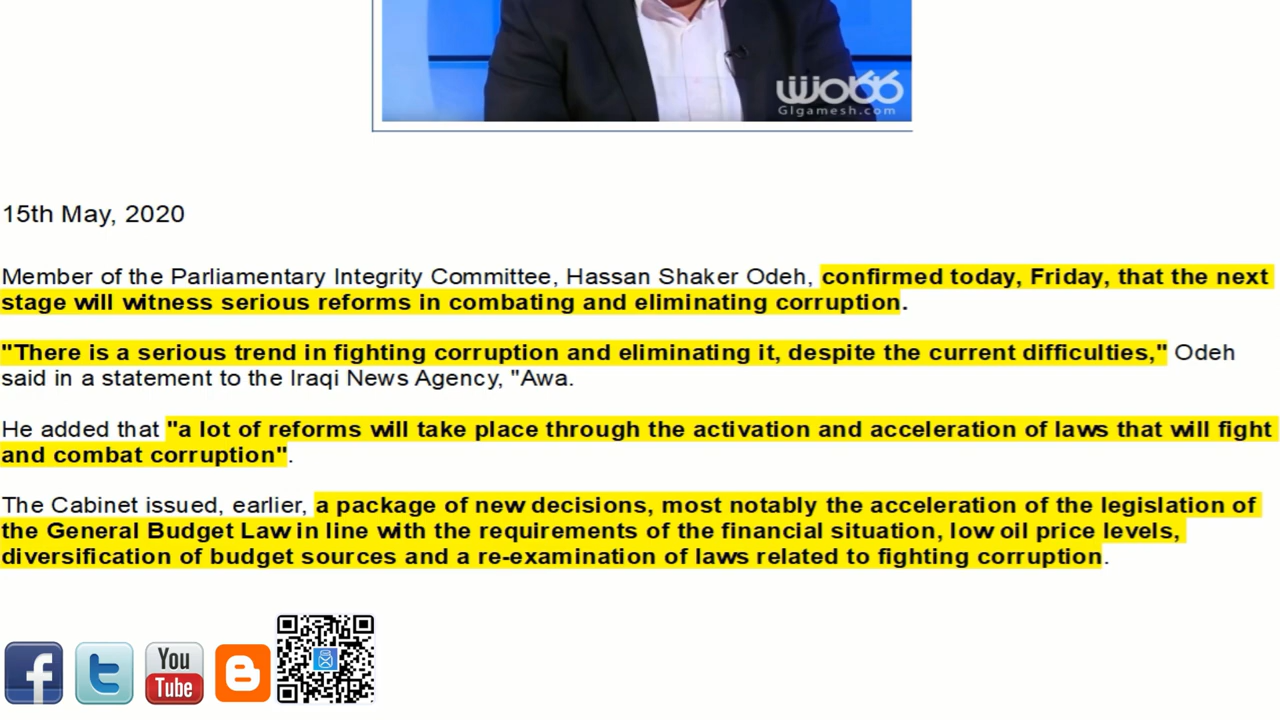 GIgamesh.com
15th May, 2020
Member of the Parliamentary Integrity Committee, Hassan Shaker Odeh, confirmed today, Friday, that the next
stage will witness serious reforms in combating and eliminating corruption.
"There is a serious trend in fighting corruption and eliminating it, despite the current difficulties," Odeh
said in a statement to the Iraqi News Agency, "Awa.
He added that "a lot of reforms will take place through the activation and acceleration of laws that will fight
and combat corruption".
The Cabinet issued, earlier, a package of new decisions, most notably the acceleration of the legislation of
the General Budget Law in line with the requirements of the financial situation, low oil price levels,
diversification of budget sources and a re-examination of laws related to fighting corruption.
You
Tube